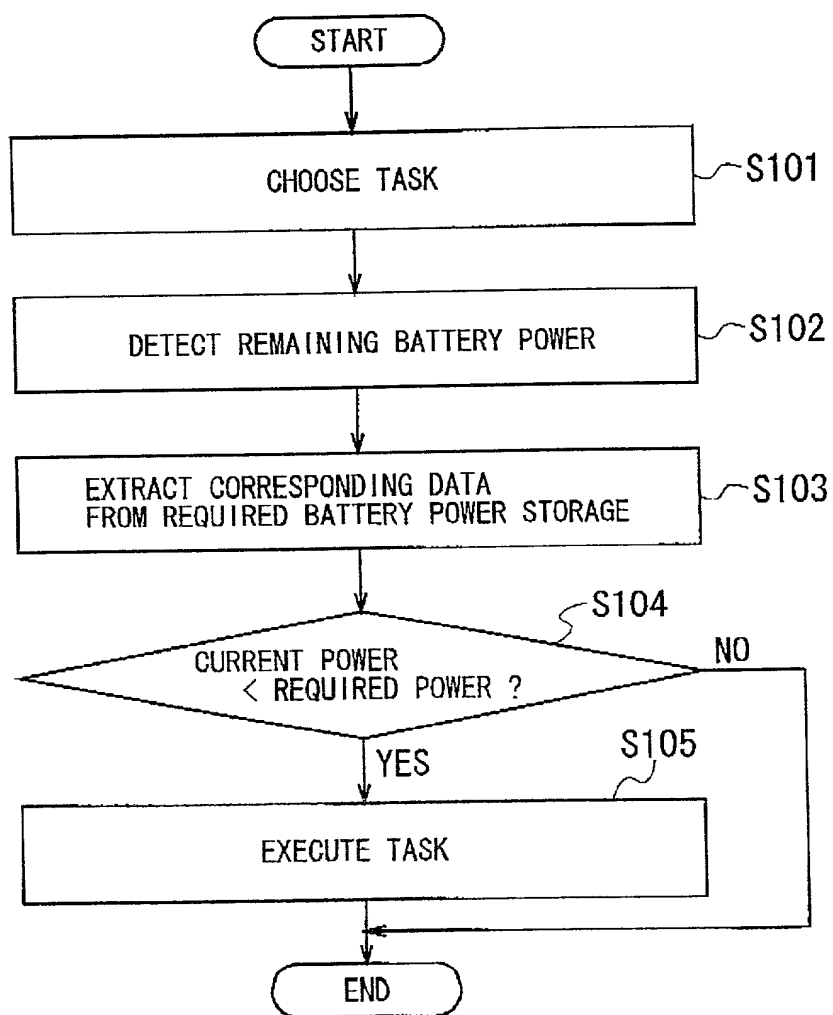 START
CHOOSE TASK
S101
DETECT REMAINING BATTERY POWER
S102
EXTRACT CORRESPONDING DATA
FROM REQUIRED BATTERY POWER STORAGE
S103
S104
CURRENT POWER
< REQUIRED POWER ?
NO
YES
S105
EXECUTE TASK
END